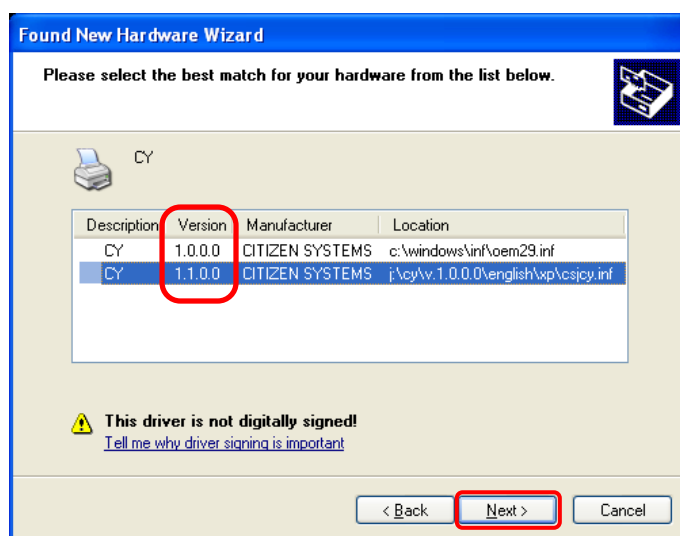 Found New Hardware Wizard
Please select the best match for your hardware from the list below.
CY
Description Version Manufacturer Location
CY 1.0.0.0 CITIZEN SYSTEMS c:\windows\inf\oem29.inf
CY 1.1.0.0 CITIZEN SYSTEMS j:\cy\v.1.0.0.0\english\xp\csjcy.inf
This driver is not digitally signed!
Tell me why driver signing is important
< Back Next > Cancel